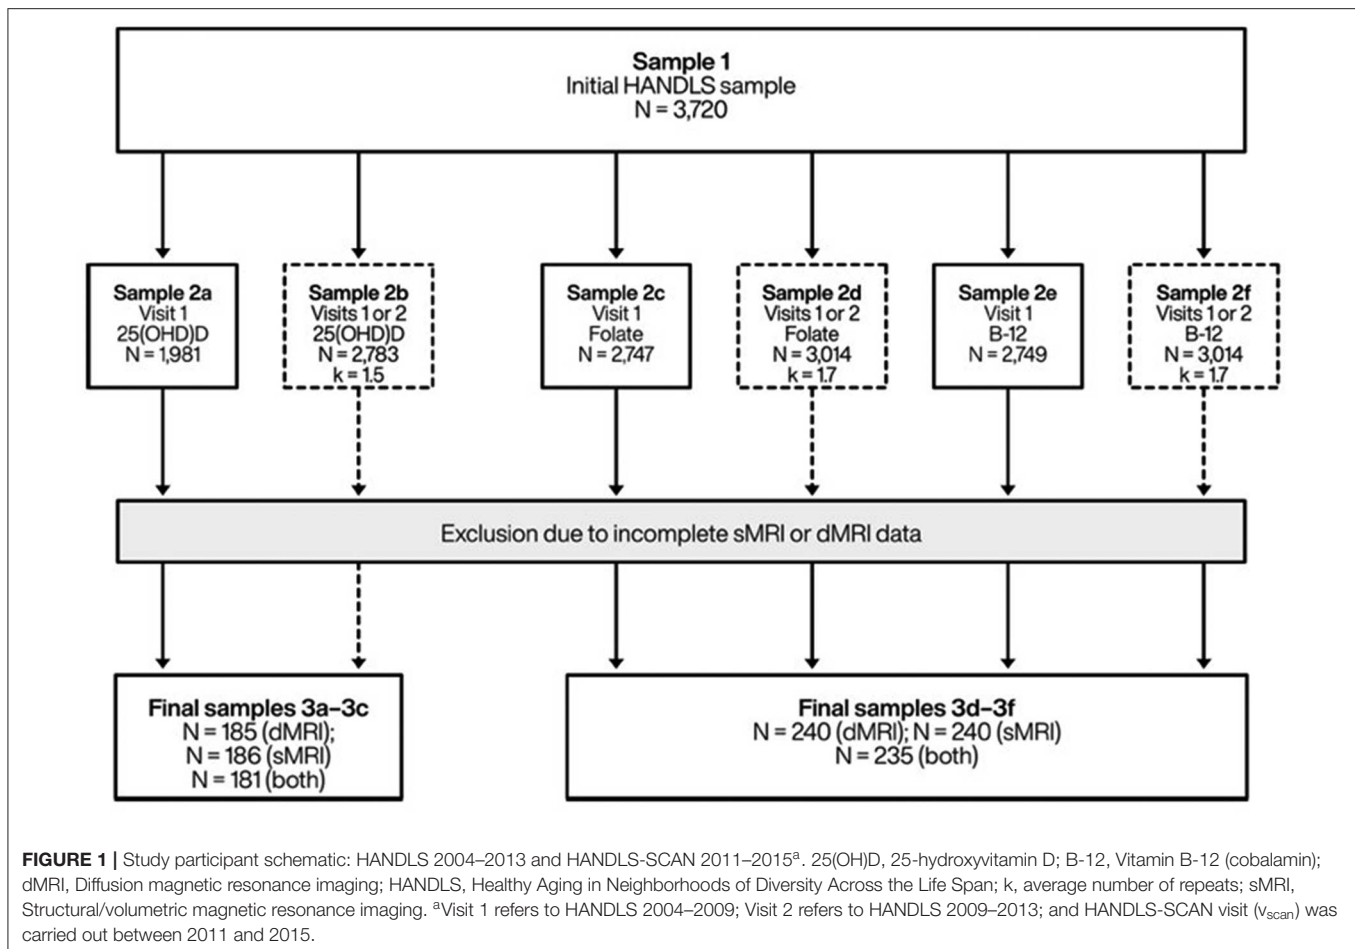 Sample 1
Initial HANDLS sample
N = 3,720
Sample 2a
Visit 1
25(OHD)D
N = 1,981
Sample 2b
Visits 1 or 2
25(OHD)D
N = 2,783
k = 1.5
Sample 2c
Visit 1
Folate
N = 2,747
Sample 2d
Visits 1 or 2
Folate
N = 3,014
k = 1.7
Sample 2e
Visit 1
B-12
N = 2,749
Sample 2f
Visits 1 or 2
B-12
N = 3,014
k = 1.7
Exclusion due to incomplete sMRI or dMRI data
Final samples 3a–3c
N = 185 (dMRI);
N = 186 (sMRI)
N = 181 (both)
Final samples 3d–3f
N = 240 (dMRI); N = 240 (sMRI)
N = 235 (both)
FIGURE 1 | Study participant schematic: HANDLS 2004–2013 and HANDLS-SCAN 2011–2015ᵃ. 25(OH)D, 25-hydroxyvitamin D; B-12, Vitamin B-12 (cobalamin);
dMRI, Diffusion magnetic resonance imaging; HANDLS, Healthy Aging in Neighborhoods of Diversity Across the Life Span; k, average number of repeats; sMRI,
Structural/volumetric magnetic resonance imaging. ᵃVisit 1 refers to HANDLS 2004–2009; Visit 2 refers to HANDLS 2009–2013; and HANDLS-SCAN visit (v_scan) was
carried out between 2011 and 2015.